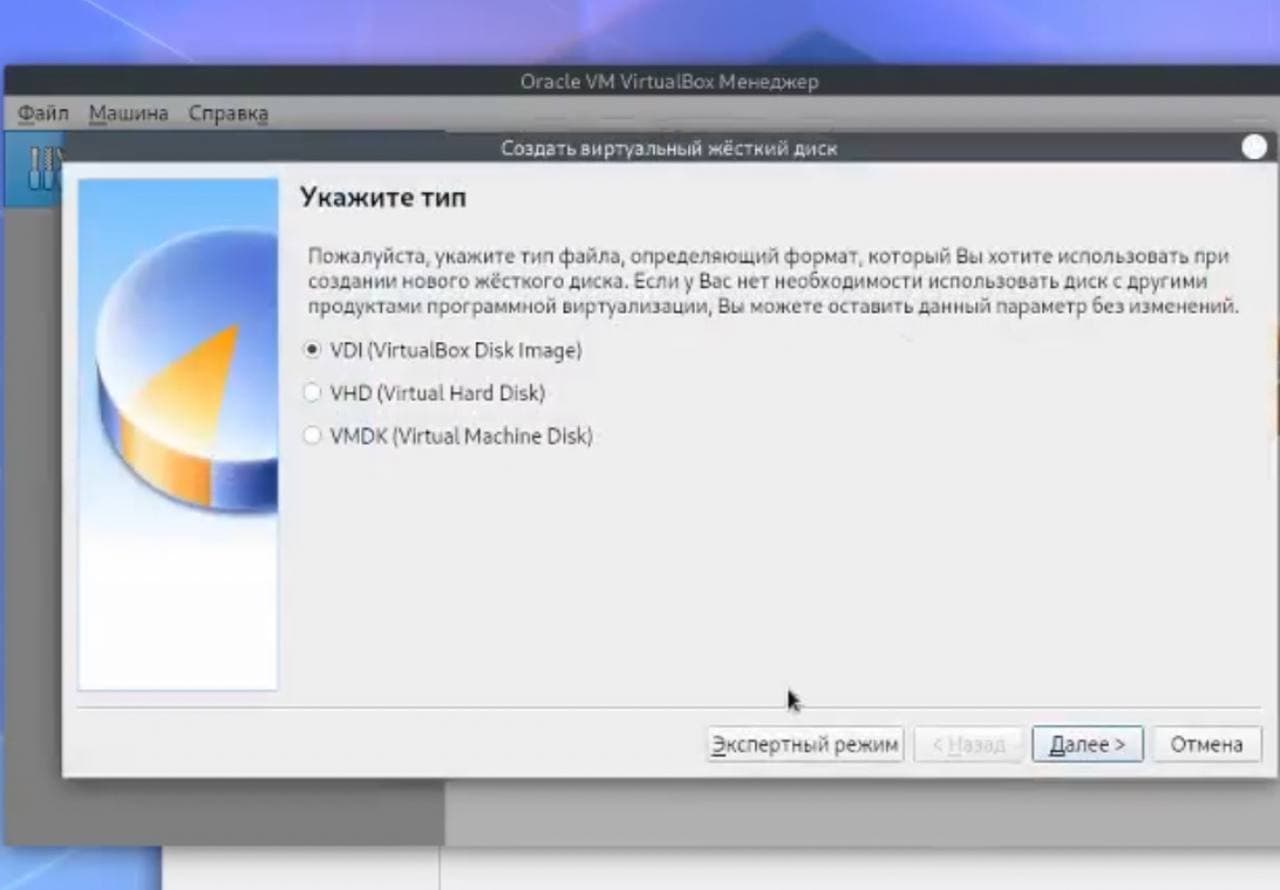 Oracle VM VirtualBox Менеджер
Файл Машина Справка
Создать виртуальный жёсткий диск
Укажите тип
Пожалуйста, укажите тип файла, определяющий формат, который Вы хотите использовать при
создании нового жёсткого диска. Если у Вас нет необходимости использовать диск с другими
продуктами программной виртуализации, Вы можете оставить данный параметр без изменений.
VDI (VirtualBox Disk Image)
VHD (Virtual Hard Disk)
VMDK (Virtual Machine Disk)
Экспертный режим < Назад Далее > Отмена